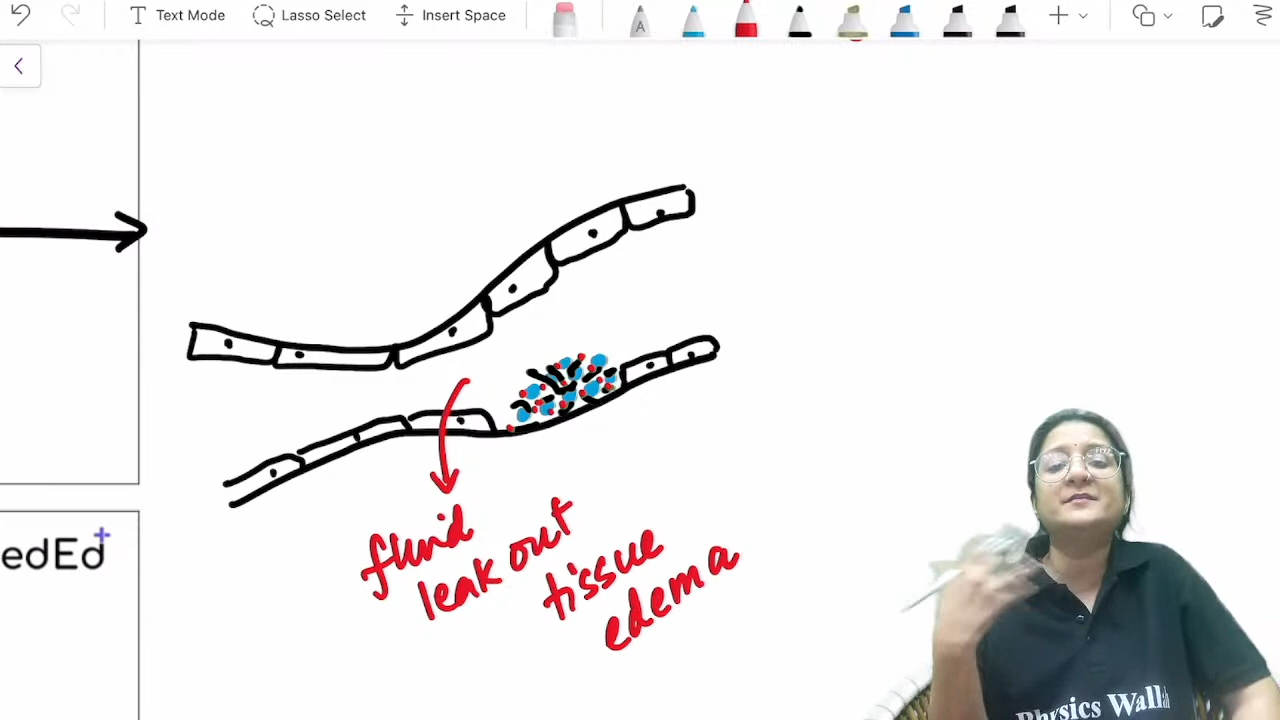 Text Mode
Lasso Select
Insert Space
A
edEd+
fluid
leak out
tissue
edema
Physics Walla